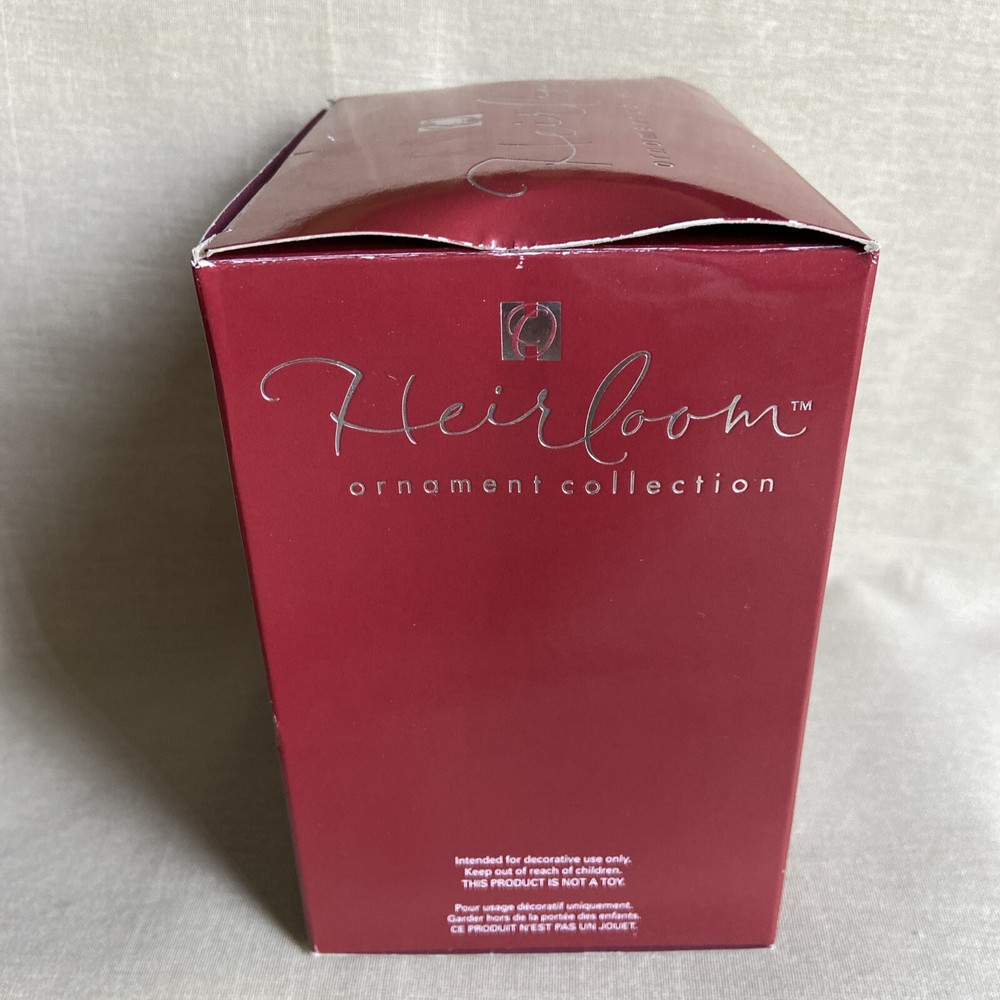 Heirloom
Heirloom™
ornament collection
Intended for decorative use only.
Keep out of reach of children.
THIS PRODUCT IS NOT A TOY.
Pour usage décoratif uniquement.
Garder hors de la portée des enfants.
CE PRODUIT N'EST PAS UN JOUET.